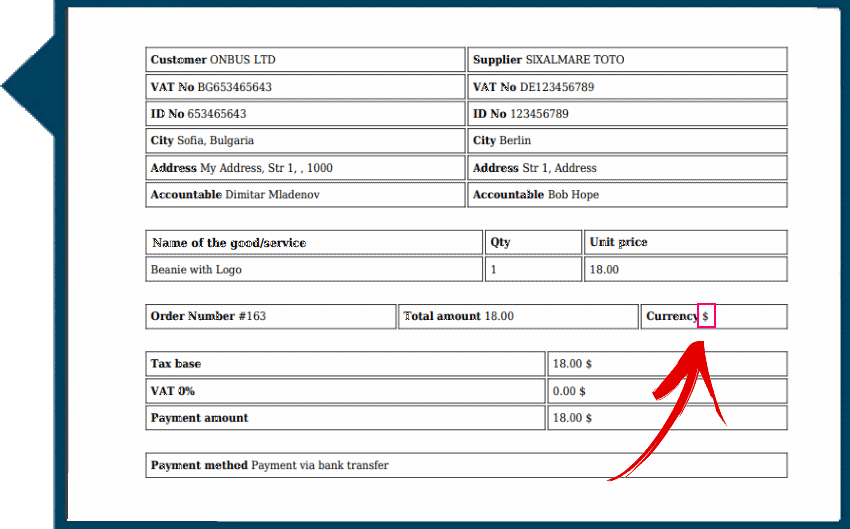 Customer ONBUS LTD Supplier SIXALMARE TOTO
VAT No BG653465643 VAT No DE123456789
ID No 653465643 ID No 123456789
City Sofia, Bulgaria City Berlin
Address My Address, Str 1, , 1000 Address Str 1, Address
Accountable Dimitar Mladenov Accountable Bob Hope
Name of the good/service Qty Unit price
Beanie with Logo 1 18.00
Order Number #163 Total amount 18.00 Currency $
Tax base 18.00 $
VAT 0% 0.00 $
Payment amount 18.00 $
Payment method Payment via bank transfer